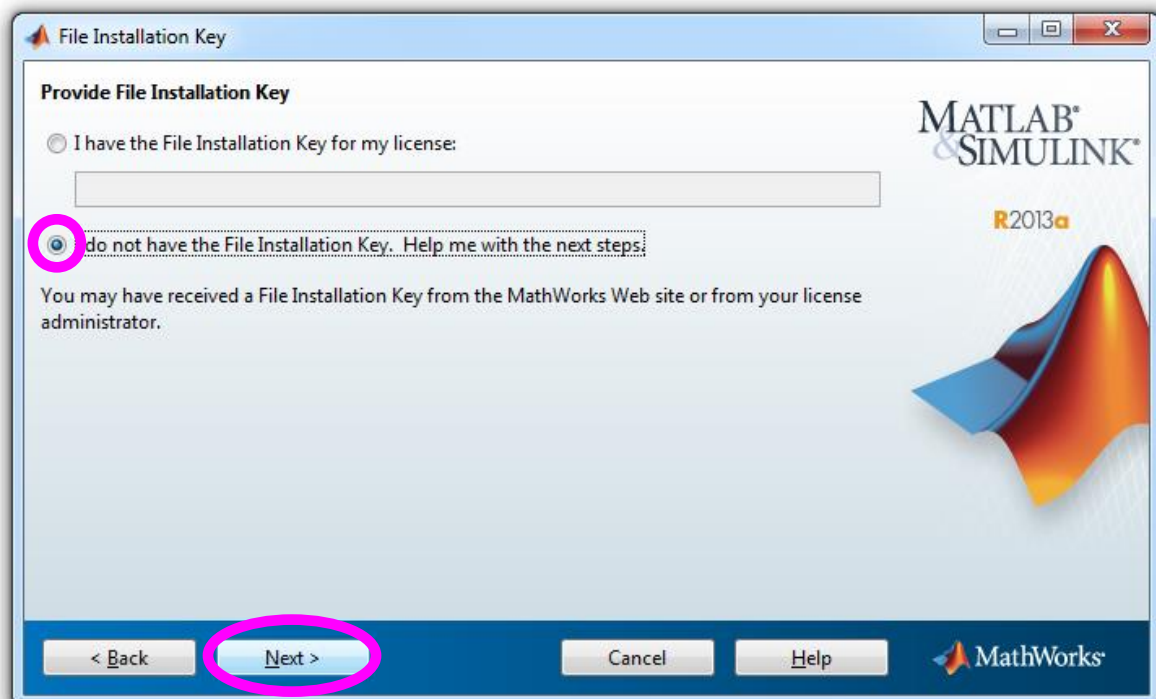 File Installation Key
Provide File Installation Key
I have the File Installation Key for my license:
do not have the File Installation Key.  Help me with the next steps.
You may have received a File Installation Key from the MathWorks Web site or from your license
administrator.
MATLAB®
&SIMULINK®
R2013a
< Back
Next >
Cancel
Help
MathWorks®